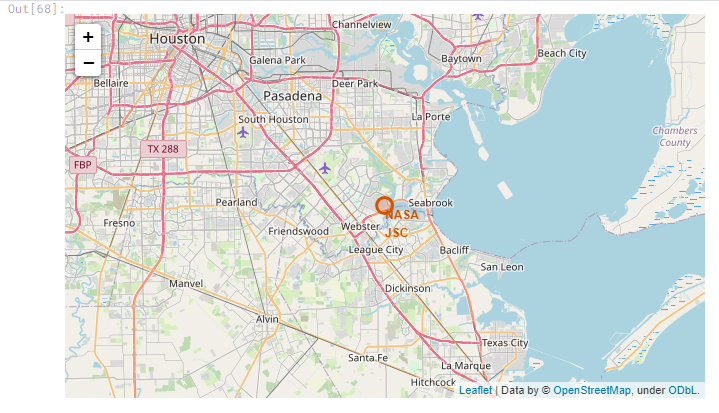 Out[68]:
+
−
Channelview
Houston
Beach City
Galena Park
Baytown
Bellaire
Deer Park
Pasadena
La Porte
South Houston
Chambers
County
TX 288
FBP
Pearland
Seabrook
NASA
JSC
Fresno
Webster
Friendswood
League City
Bacliff
San Leon
Manvel
Dickinson
Alvin
Texas City
Santa Fe
La Marque
Hitchcock
Leaflet | Data by © OpenStreetMap, under ODbL.